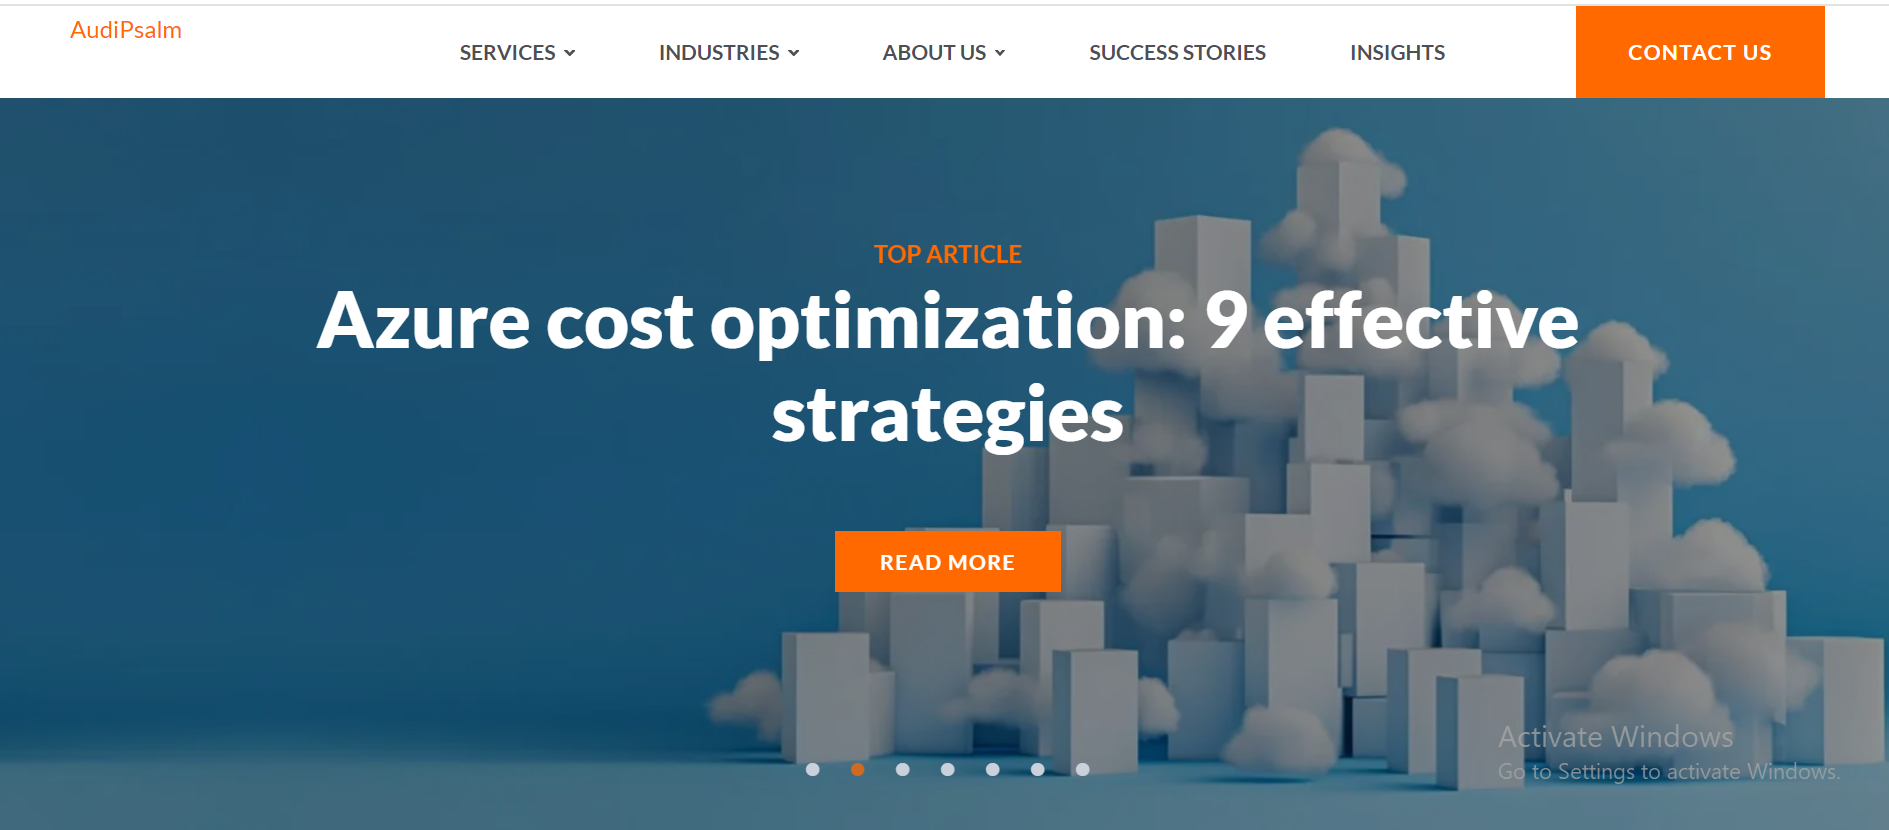 AudiPsalm
SERVICES
INDUSTRIES
ABOUT US
SUCCESS STORIES
INSIGHTS
CONTACT US
TOP ARTICLE
Azure cost optimization: 9 effective
strategies
READ MORE
Activate Windows
Go to Settings to activate Windows.